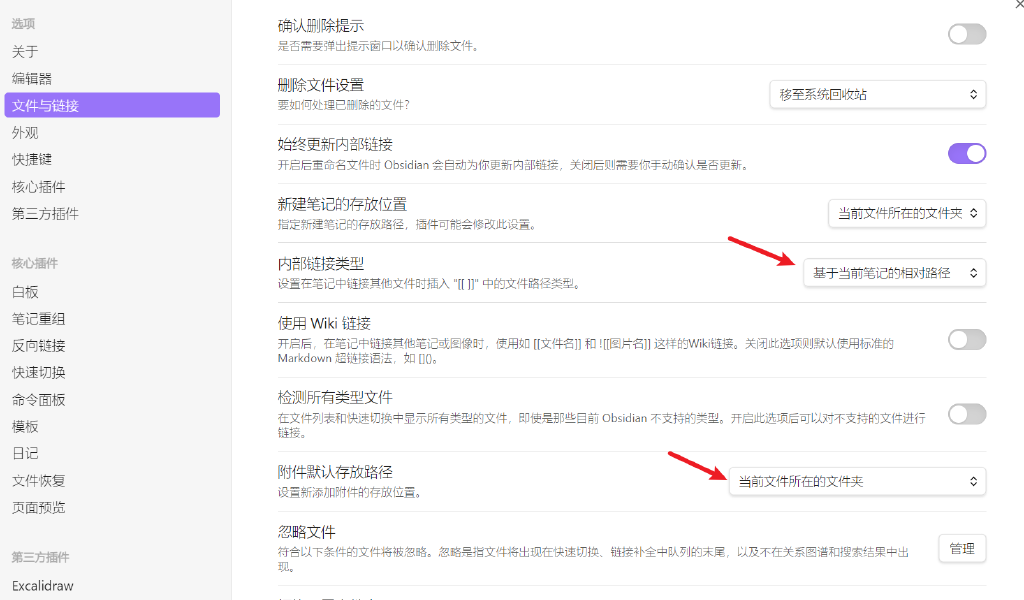 选项
关于
编辑器
文件与链接
外观
快捷键
核心插件
第三方插件
核心插件
白板
笔记重组
反向链接
快速切换
命令面板
模板
日记
文件恢复
页面预览
第三方插件
Excalidraw
确认删除提示
是否需要弹出提示窗口以确认删除文件。
删除文件设置
要如何处理已删除的文件?
移至系统回收站
始终更新内部链接
开启后重命名文件时 Obsidian 会自动为你更新内部链接，关闭后则需要你手动确认是否更新。
新建笔记的存放位置
指定新建笔记的存放路径，插件可能会修改此设置。
当前文件所在的文件夹
内部链接类型
设置在笔记中链接其他文件时插入 "[[ ]]" 中的文件路径类型。
基于当前笔记的相对路径
使用 Wiki 链接
开启后，在笔记中链接其他笔记或图像时，使用如 [[文件名]] 和 ![[图片名]] 这样的Wiki链接。关闭此选项则默认使用标准的
Markdown 超链接语法，如 []()。
检测所有类型文件
在文件列表和快速切换中显示所有类型的文件，即使是那些目前 Obsidian 不支持的类型。开启此选项后可以对不支持的文件进行
链接。
附件默认存放路径
设置新添加附件的存放位置。
当前文件所在的文件夹
忽略文件
符合以下条件的文件将被忽略。忽略是指文件将出现在快速切换、链接补全中队列的末尾，以及不在关系图谱和搜索结果中出
现。
管理